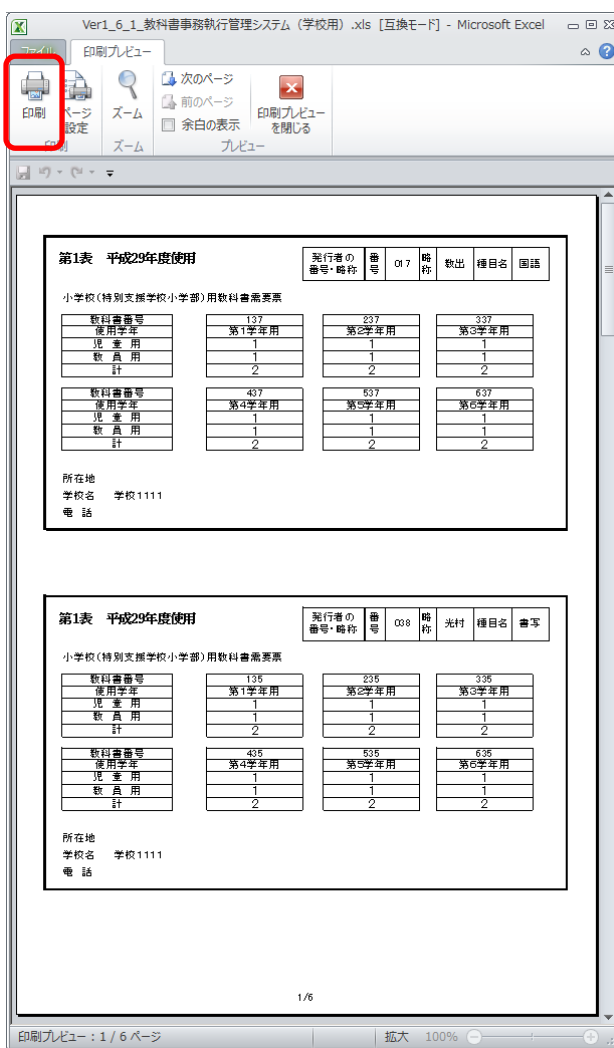 Ver1_6_1_教科書事務執行管理システム（学校用）.xls [互換モード] - Microsoft Excel
ファイル 印刷プレビュー
印刷 ページ設定 ズーム 次のページ 前のページ 余白の表示 印刷プレビューを閉じる
印刷 ズーム プレビュー
第1表 平成29年度使用 発行者の番号・略称 番号 017 略称 教出 種目名 国語
小学校(特別支援学校小学部)用教科書需要票
教科書番号 137 237 337
使用学年 第1学年用 第2学年用 第3学年用
児 童 用 1 1 1
教 員 用 1 1 1
計 2 2 2
教科書番号 437 537 637
使用学年 第4学年用 第5学年用 第6学年用
児 童 用 1 1 1
教 員 用 1 1 1
計 2 2 2
所在地
学校名 学校1111
電 話
第1表 平成29年度使用 発行者の番号・略称 番号 038 略称 光村 種目名 書写
小学校(特別支援学校小学部)用教科書需要票
教科書番号 135 235 335
使用学年 第1学年用 第2学年用 第3学年用
児 童 用 1 1 1
教 員 用 1 1 1
計 2 2 2
教科書番号 435 535 635
使用学年 第4学年用 第5学年用 第6学年用
児 童 用 1 1 1
教 員 用 1 1 1
計 2 2 2
所在地
学校名 学校1111
電 話
1/6
印刷プレビュー : 1 / 6 ページ 拡大 100%